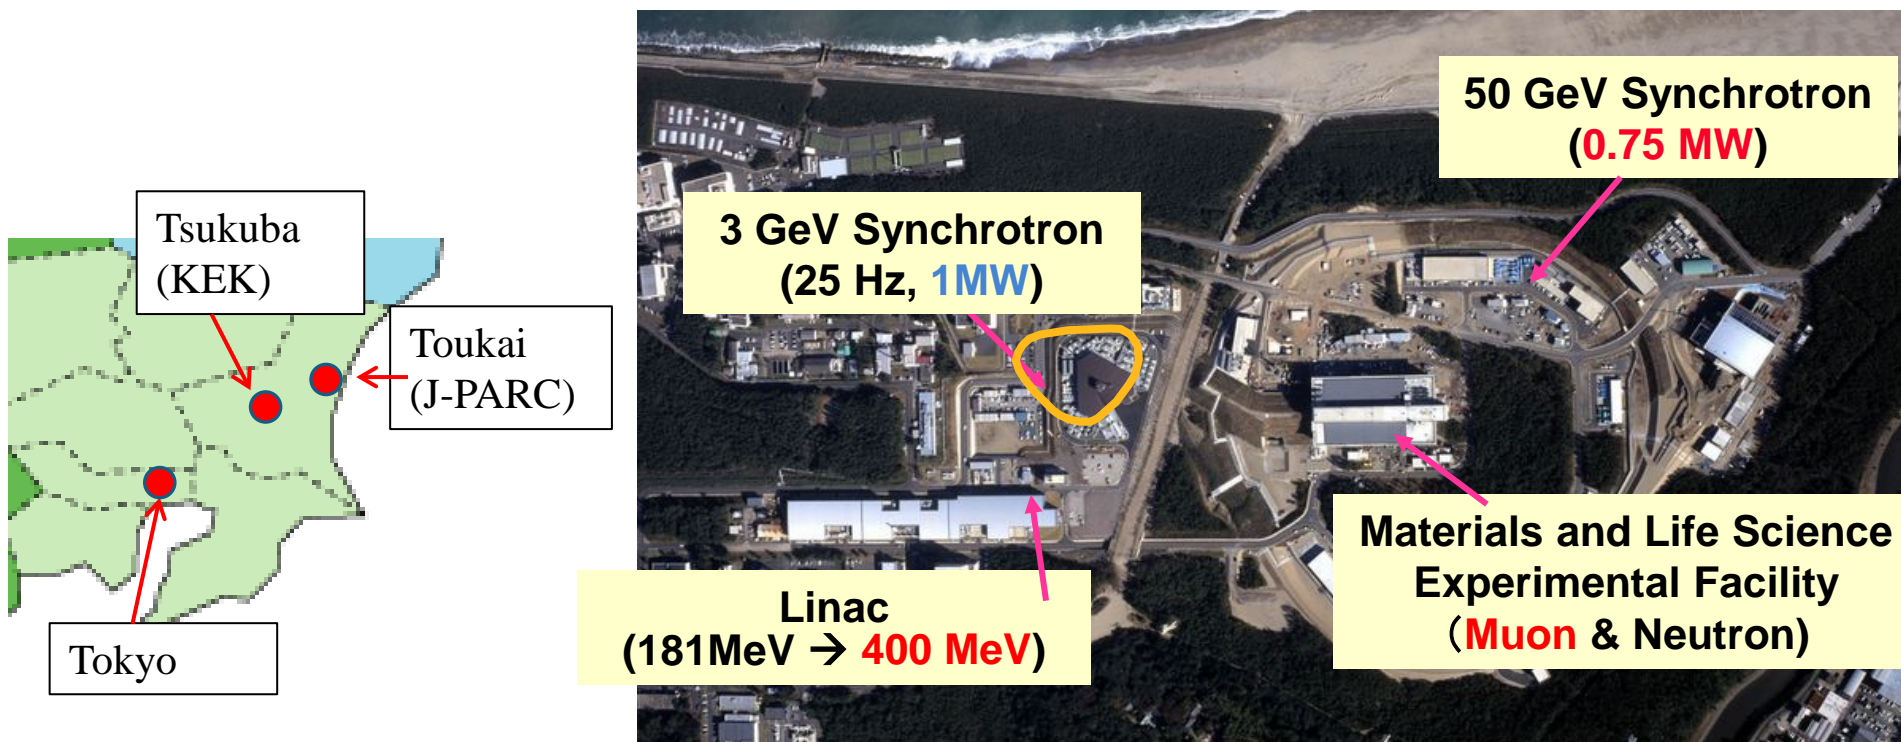 Tsukuba
(KEK)
Toukai
(J-PARC)
Tokyo
50 GeV Synchrotron
(0.75 MW)
3 GeV Synchrotron
(25 Hz, 1MW)
Linac
(181MeV → 400 MeV)
Materials and Life Science
Experimental Facility
（Muon & Neutron)